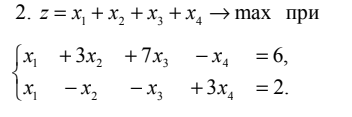 2. z = x₁ + x₂ + x₃ + x₄ → max при
x₁ + 3x₂ + 7x₃ − x₄ = 6,
x₁ − x₂ − x₃ + 3x₄ = 2.